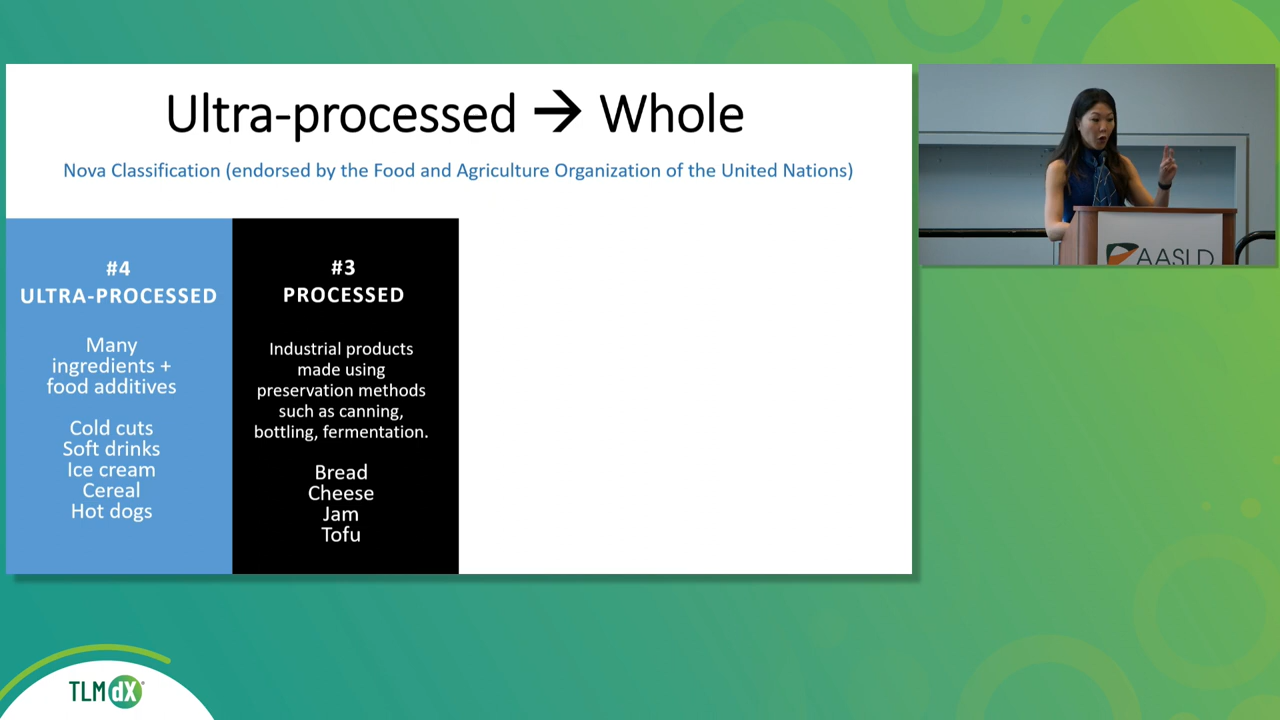 Ultra-processed → Whole
Nova Classification (endorsed by the Food and Agriculture Organization of the United Nations)
#4
ULTRA-PROCESSED
Many
ingredients +
food additives
Cold cuts
Soft drinks
Ice cream
Cereal
Hot dogs
#3
PROCESSED
Industrial products
made using
preservation methods
such as canning,
bottling, fermentation.
Bread
Cheese
Jam
Tofu
AASLD
TLMdX